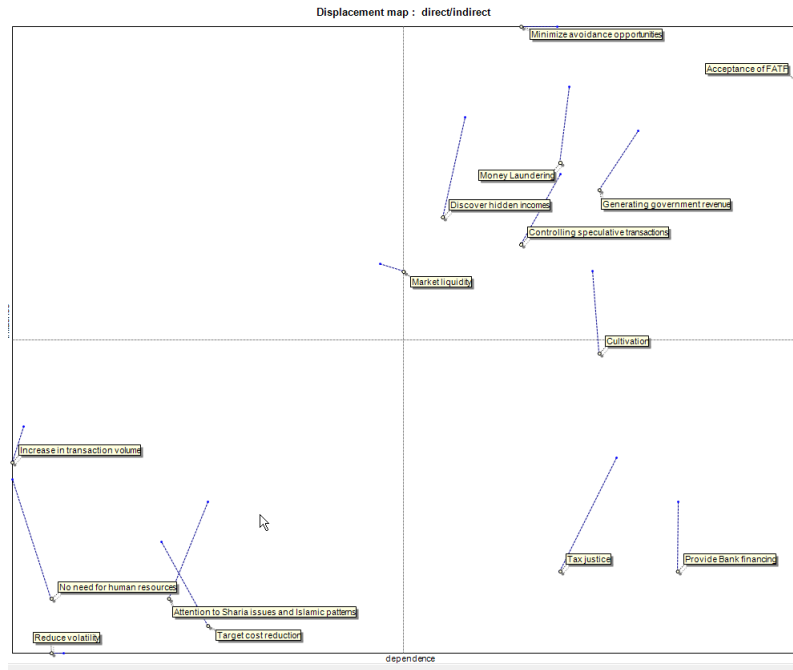 Displacement map : direct/indirect
Minimize avoidance opportunities
Acceptance of FATF
Money Laundering
Discover hidden incomes
Generating government revenue
Controlling speculative transactions
Market liquidity
Cultivation
Increase in transaction volume
Tax justice
Provide Bank financing
No need for human resources
Attention to Sharia issues and Islamic patterns
Reduce volatility
Target cost reduction
dependence